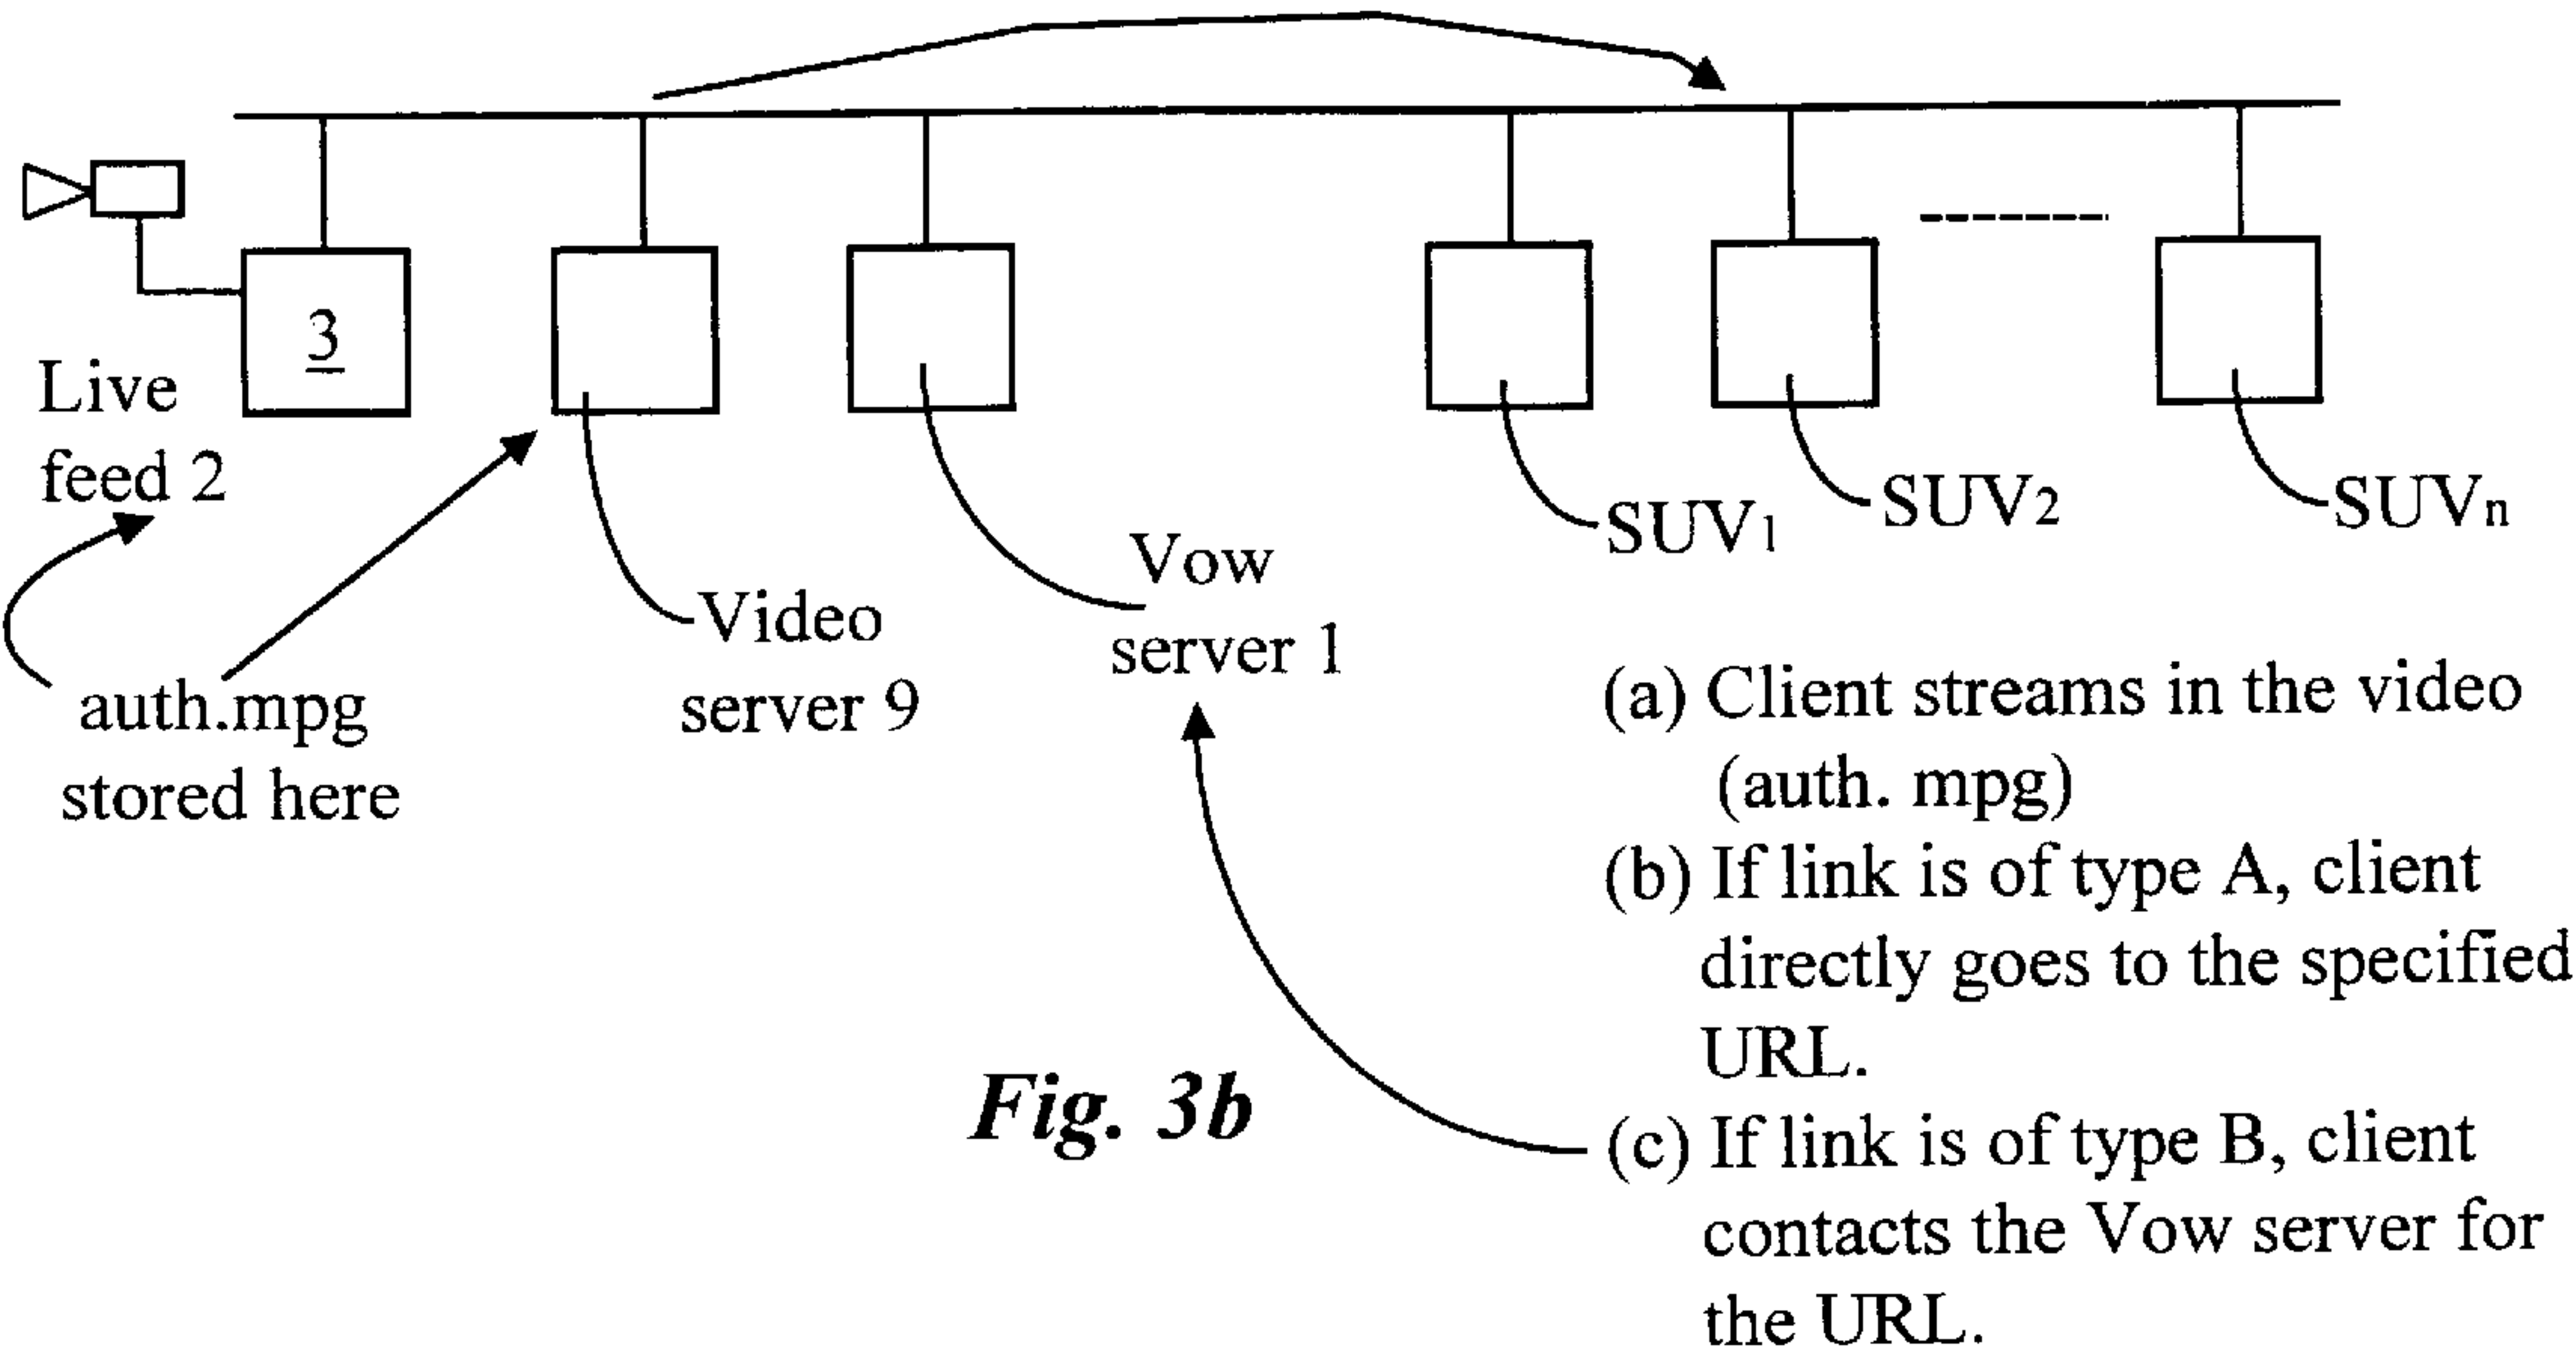 3
Live
feed 2
auth.mpg
stored here
Video
server 9
Vow
server 1
SUV1
SUV2
SUVn
(a) Client streams in the video
(auth. mpg)
(b) If link is of type A, client
directly goes to the specified
URL.
(c) If link is of type B, client
contacts the Vow server for
the URL.
Fig. 3b